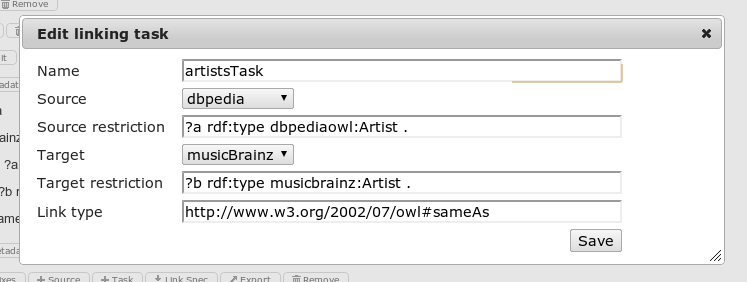 Remove
Edit linking task
Name artistsTask
Source dbpedia
Source restriction ?a rdf:type dbpediaowl:Artist .
Target musicBrainz
Target restriction ?b rdf:type musicbrainz:Artist .
Link type http://www.w3.org/2002/07/owl#sameAs
Save
Source Task Link Spec Export Remove